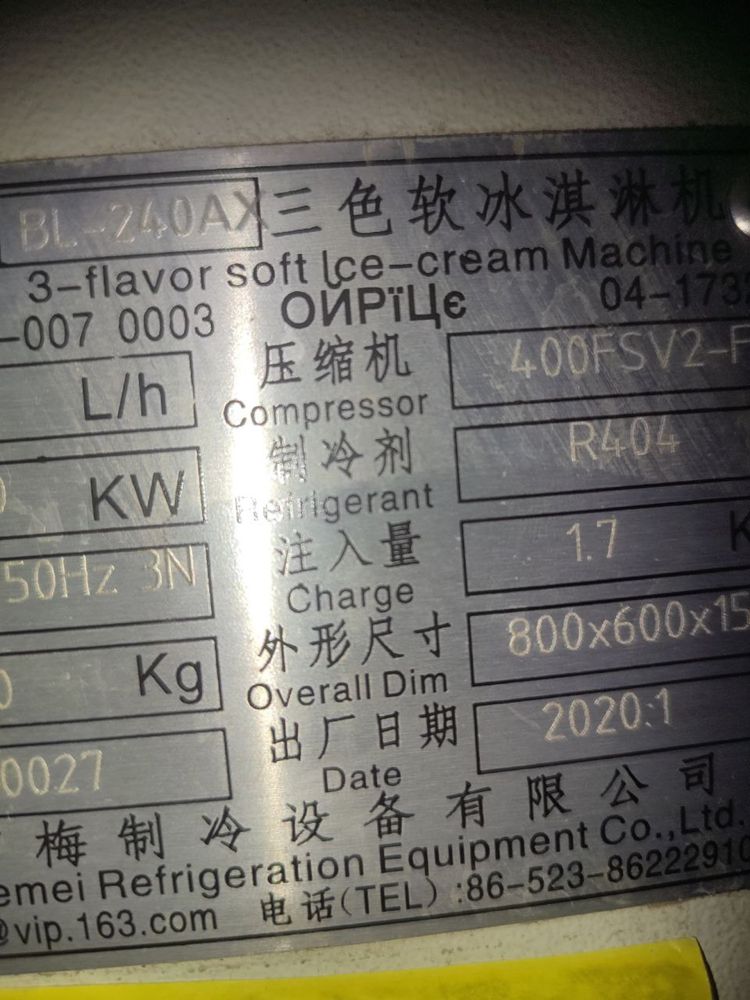 BL-240AX 三色软冰淇淋机
3-flavor soft Ice-cream Machine
ОИРїЦє 04-173
-007 0003
L/h 压缩机 400FSV2-F
Compressor
KW 制冷剂 R404
Refrigerant
50Hz 3N 注入量 1.7 K
Charge
0 Kg 外形尺寸 800x600x15
Overall Dim
0027 出厂日期 2020.1
Date
梅制冷设备有限公司
emei Refrigeration Equipment Co.,Ltd.
@vip.163.com 电话(TEL):86-523-86222910